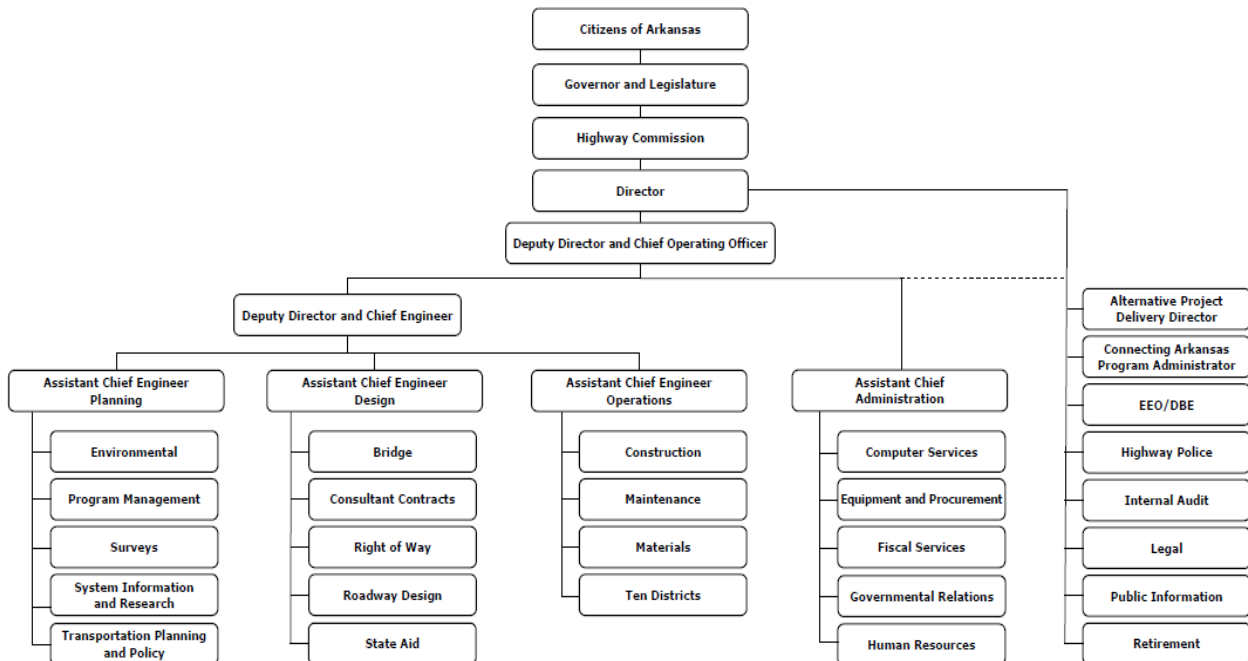 Citizens of Arkansas
Governor and Legislature
Highway Commission
Director
Deputy Director and Chief Operating Officer
Deputy Director and Chief Engineer
Assistant Chief Engineer
Planning
Environmental
Program Management
Surveys
System Information
and Research
Transportation Planning
and Policy
Assistant Chief Engineer
Design
Bridge
Consultant Contracts
Right of Way
Roadway Design
State Aid
Assistant Chief Engineer
Operations
Construction
Maintenance
Materials
Ten Districts
Assistant Chief
Administration
Computer Services
Equipment and Procurement
Fiscal Services
Governmental Relations
Human Resources
Alternative Project
Delivery Director
Connecting Arkansas
Program Administrator
EEO/DBE
Highway Police
Internal Audit
Legal
Public Information
Retirement